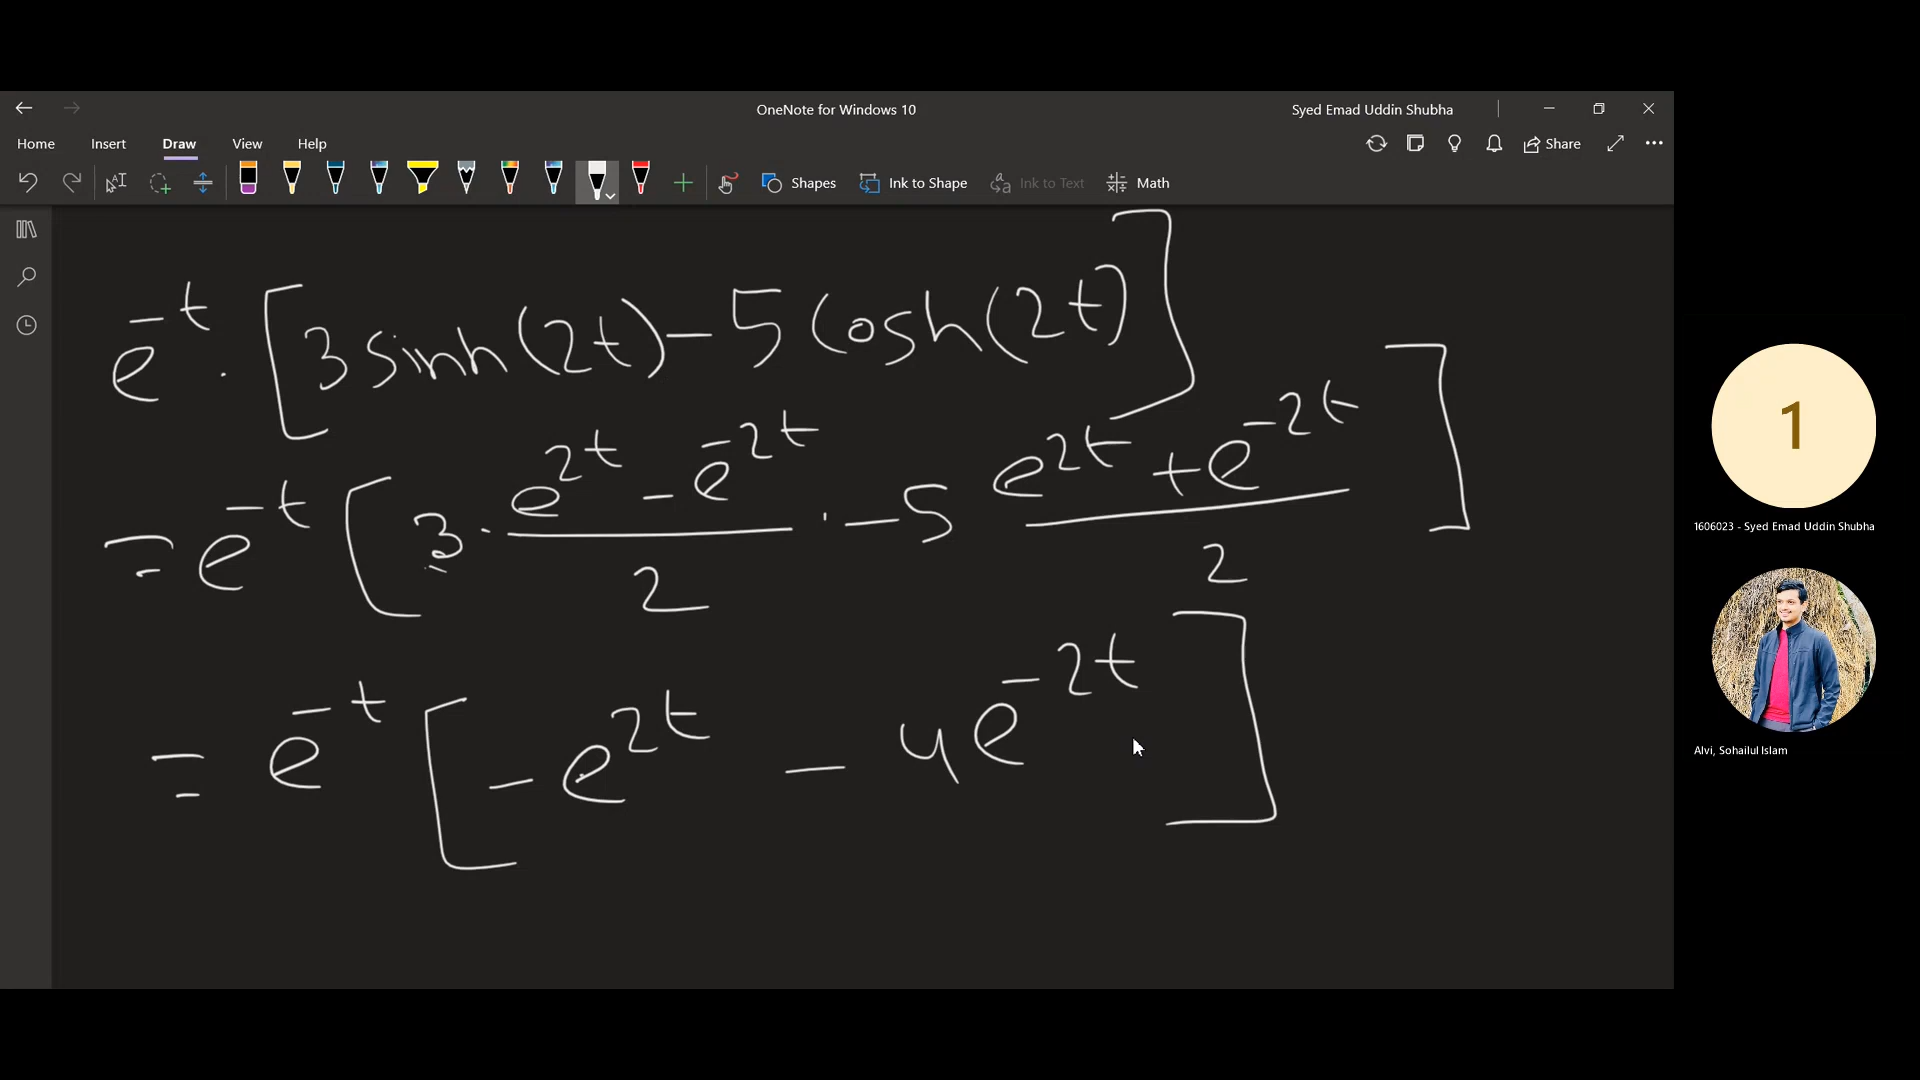 OneNote for Windows 10
Syed Emad Uddin Shubha
Home Insert Draw View Help
Share
Shapes Ink to Shape Ink to Text Math
e^{-t} · [3 sinh(2t) - 5 Cosh(2t)]
= e^{-t} [3 · \frac{e^{2t} - e^{-2t}}{2} · - 5 \frac{e^{2t} + e^{-2t}}{2}]
= e^{-t} [- e^{2t} - 4e^{-2t}]
1
1606023 - Syed Emad Uddin Shubha
Alvi, Sohailul Islam